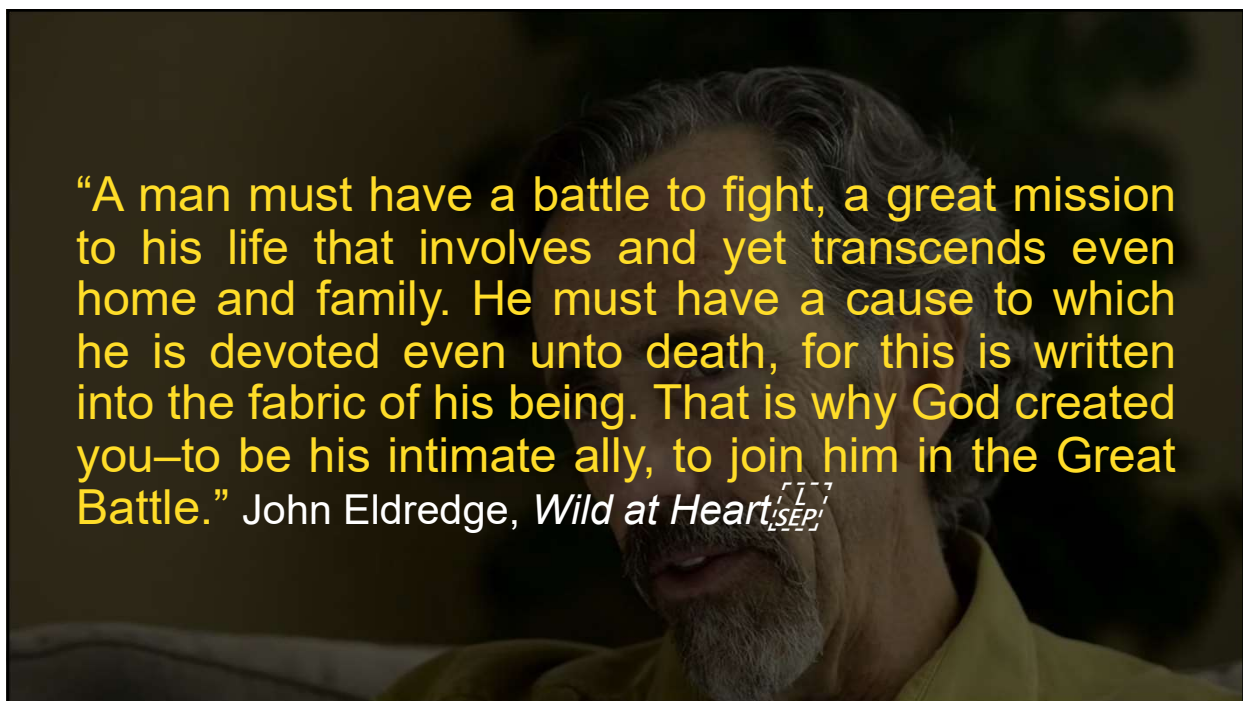 “A man must have a battle to fight, a great mission
to his life that involves and yet transcends even
home and family. He must have a cause to which
he is devoted even unto death, for this is written
into the fabric of his being. That is why God created
you–to be his intimate ally, to join him in the Great
Battle.” John Eldredge, Wild at Heart L SEP